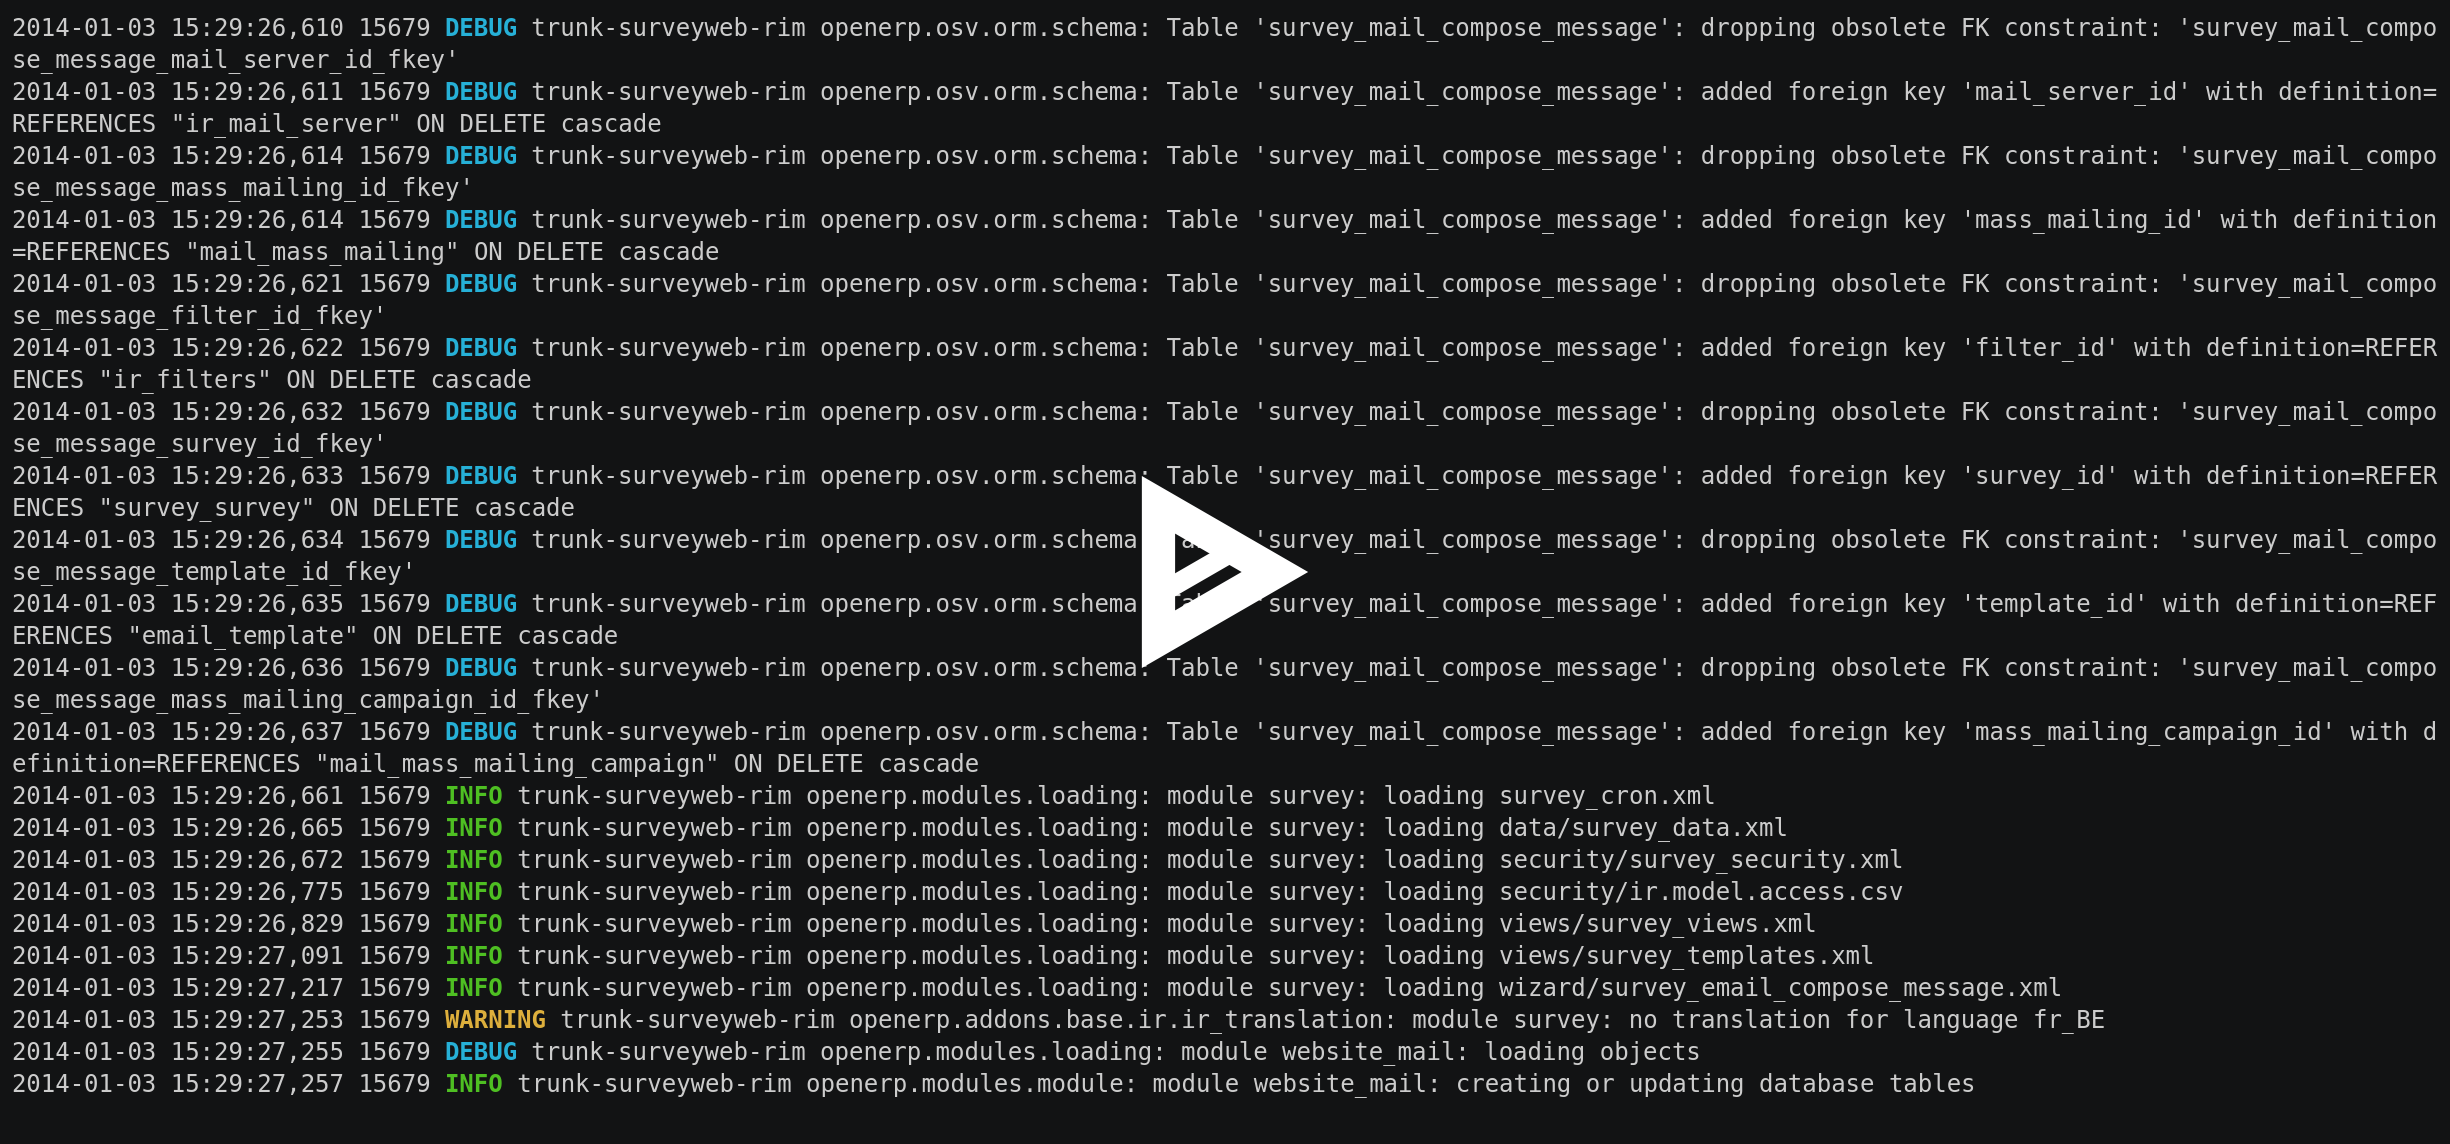 2014-01-03 15:29:26,610 15679 DEBUG trunk-surveyweb-rim openerp.osv.orm.schema: Table 'survey_mail_compose_message': dropping obsolete FK constraint: 'survey_mail_compo
se_message_mail_server_id_fkey'
2014-01-03 15:29:26,611 15679 DEBUG trunk-surveyweb-rim openerp.osv.orm.schema: Table 'survey_mail_compose_message': added foreign key 'mail_server_id' with definition=
REFERENCES "ir_mail_server" ON DELETE cascade
2014-01-03 15:29:26,614 15679 DEBUG trunk-surveyweb-rim openerp.osv.orm.schema: Table 'survey_mail_compose_message': dropping obsolete FK constraint: 'survey_mail_compo
se_message_mass_mailing_id_fkey'
2014-01-03 15:29:26,614 15679 DEBUG trunk-surveyweb-rim openerp.osv.orm.schema: Table 'survey_mail_compose_message': added foreign key 'mass_mailing_id' with definition
=REFERENCES "mail_mass_mailing" ON DELETE cascade
2014-01-03 15:29:26,621 15679 DEBUG trunk-surveyweb-rim openerp.osv.orm.schema: Table 'survey_mail_compose_message': dropping obsolete FK constraint: 'survey_mail_compo
se_message_filter_id_fkey'
2014-01-03 15:29:26,622 15679 DEBUG trunk-surveyweb-rim openerp.osv.orm.schema: Table 'survey_mail_compose_message': added foreign key 'filter_id' with definition=REFER
ENCES "ir_filters" ON DELETE cascade
2014-01-03 15:29:26,632 15679 DEBUG trunk-surveyweb-rim openerp.osv.orm.schema: Table 'survey_mail_compose_message': dropping obsolete FK constraint: 'survey_mail_compo
se_message_survey_id_fkey'
2014-01-03 15:29:26,633 15679 DEBUG trunk-surveyweb-rim openerp.osv.orm.schema: Table 'survey_mail_compose_message': added foreign key 'survey_id' with definition=REFER
ENCES "survey_survey" ON DELETE cascade
2014-01-03 15:29:26,634 15679 DEBUG trunk-surveyweb-rim openerp.osv.orm.schema 'survey_mail_compose_message': dropping obsolete FK constraint: 'survey_mail_compo
se_message_template_id_fkey'
2014-01-03 15:29:26,635 15679 DEBUG trunk-surveyweb-rim openerp.osv.orm.schema 'survey_mail_compose_message': added foreign key 'template_id' with definition=REF
ERENCES "email_template" ON DELETE cascade
2014-01-03 15:29:26,636 15679 DEBUG trunk-surveyweb-rim openerp.osv.orm.schema: Table 'survey_mail_compose_message': dropping obsolete FK constraint: 'survey_mail_compo
se_message_mass_mailing_campaign_id_fkey'
2014-01-03 15:29:26,637 15679 DEBUG trunk-surveyweb-rim openerp.osv.orm.schema: Table 'survey_mail_compose_message': added foreign key 'mass_mailing_campaign_id' with d
efinition=REFERENCES "mail_mass_mailing_campaign" ON DELETE cascade
2014-01-03 15:29:26,661 15679 INFO trunk-surveyweb-rim openerp.modules.loading: module survey: loading survey_cron.xml
2014-01-03 15:29:26,665 15679 INFO trunk-surveyweb-rim openerp.modules.loading: module survey: loading data/survey_data.xml
2014-01-03 15:29:26,672 15679 INFO trunk-surveyweb-rim openerp.modules.loading: module survey: loading security/survey_security.xml
2014-01-03 15:29:26,775 15679 INFO trunk-surveyweb-rim openerp.modules.loading: module survey: loading security/ir.model.access.csv
2014-01-03 15:29:26,829 15679 INFO trunk-surveyweb-rim openerp.modules.loading: module survey: loading views/survey_views.xml
2014-01-03 15:29:27,091 15679 INFO trunk-surveyweb-rim openerp.modules.loading: module survey: loading views/survey_templates.xml
2014-01-03 15:29:27,217 15679 INFO trunk-surveyweb-rim openerp.modules.loading: module survey: loading wizard/survey_email_compose_message.xml
2014-01-03 15:29:27,253 15679 WARNING trunk-surveyweb-rim openerp.addons.base.ir.ir_translation: module survey: no translation for language fr_BE
2014-01-03 15:29:27,255 15679 DEBUG trunk-surveyweb-rim openerp.modules.loading: module website_mail: loading objects
2014-01-03 15:29:27,257 15679 INFO trunk-surveyweb-rim openerp.modules.module: module website_mail: creating or updating database tables